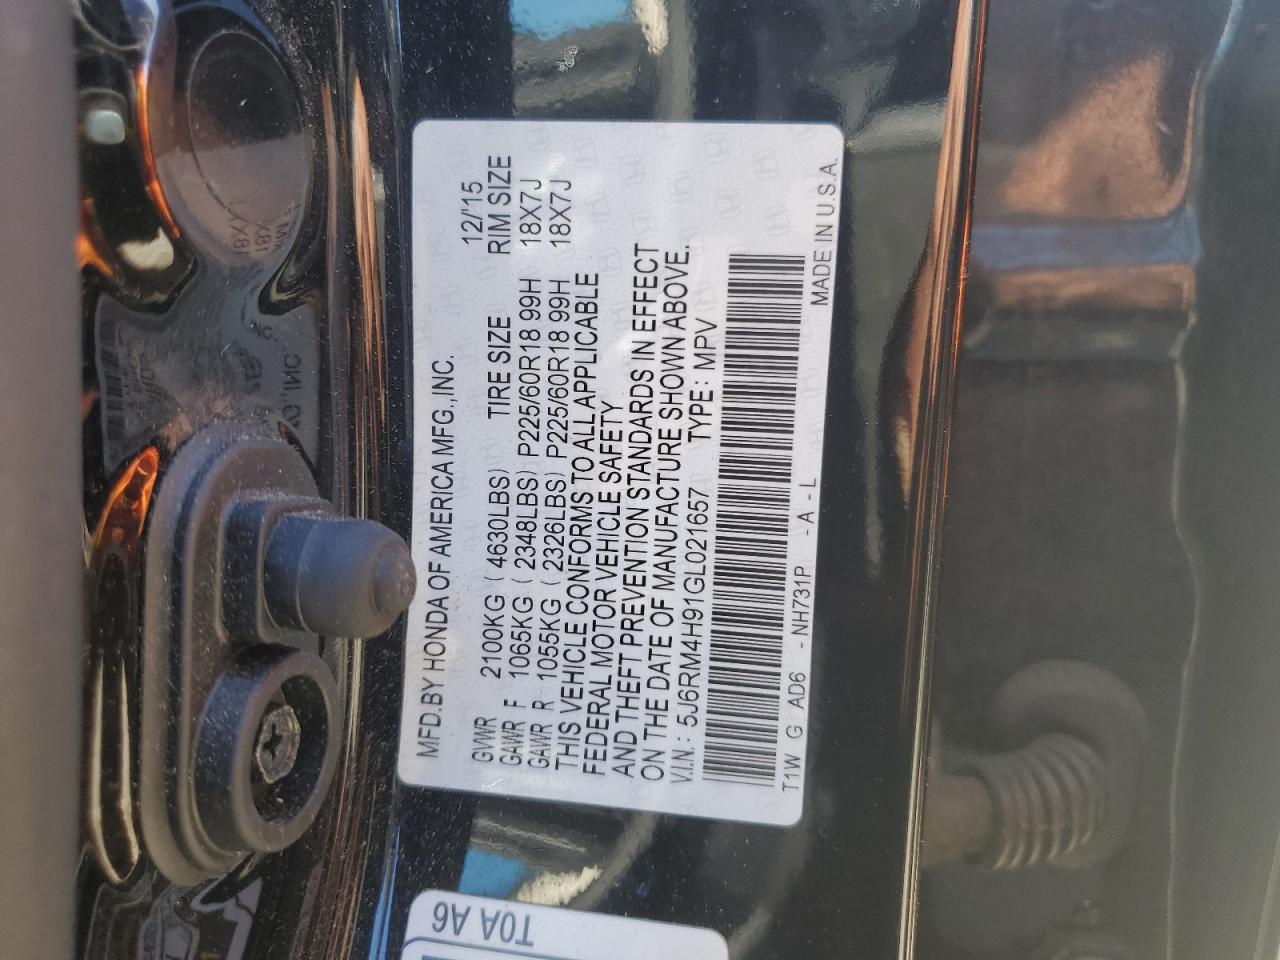 MFD.BY HONDA OF AMERICA MFG.,INC. 12/'15
GVWR 2100KG ( 4630LBS) TIRE SIZE RIM SIZE
GAWR F 1065KG ( 2348LBS) P225/60R18 99H 18X7J
GAWR R 1055KG ( 2326LBS) P225/60R18 99H 18X7J
THIS VEHICLE CONFORMS TO ALL APPLICABLE
FEDERAL MOTOR VEHICLE SAFETY
AND THEFT PREVENTION STANDARDS IN EFFECT
ON THE DATE OF MANUFACTURE SHOWN ABOVE.
V.I.N.: 5J6RM4H91GL021657 TYPE: MPV
T1W G AD6 - NH731P - A - L MADE IN U.S.A.
T0A A6